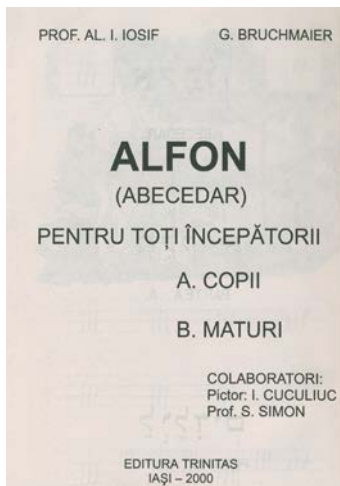 PROF. AL. I. IOSIF G. BRUCHMAIER
ALFON
(ABECEDAR)
PENTRU TOȚI ÎNCEPĂTORII
A. COPII
B. MATURI
COLABORATORI:
Pictor: I. CUCULIUC
Prof. S. SIMON
EDITURA TRINITAS
IAȘI – 2000